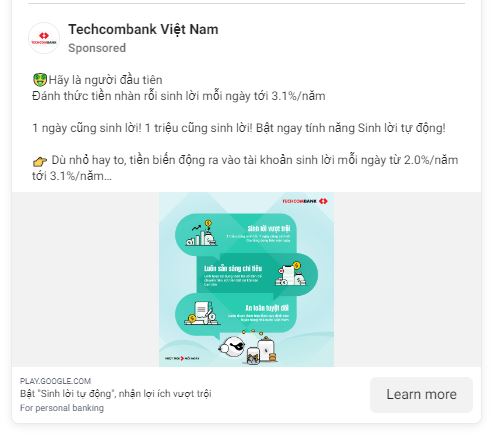 Techcombank Việt Nam
Sponsored
TECHCOMBANK
🤑Hãy là người đầu tiên
Đánh thức tiền nhàn rỗi sinh lời mỗi ngày tới 3.1%/năm
1 ngày cũng sinh lời! 1 triệu cũng sinh lời! Bật ngay tính năng Sinh lời tự động!
👉 Dù nhỏ hay to, tiền biến động ra vào tài khoản sinh lời mỗi ngày từ 2.0%/năm
tới 3.1%/năm...
TECHCOMBANK
Sinh lời vượt trội
Luôn sẵn sàng chi tiêu
An toàn tuyệt đối
PLAY.GOOGLE.COM
Bật "Sinh lời tự động", nhận lợi ích vượt trội
For personal banking
Learn more